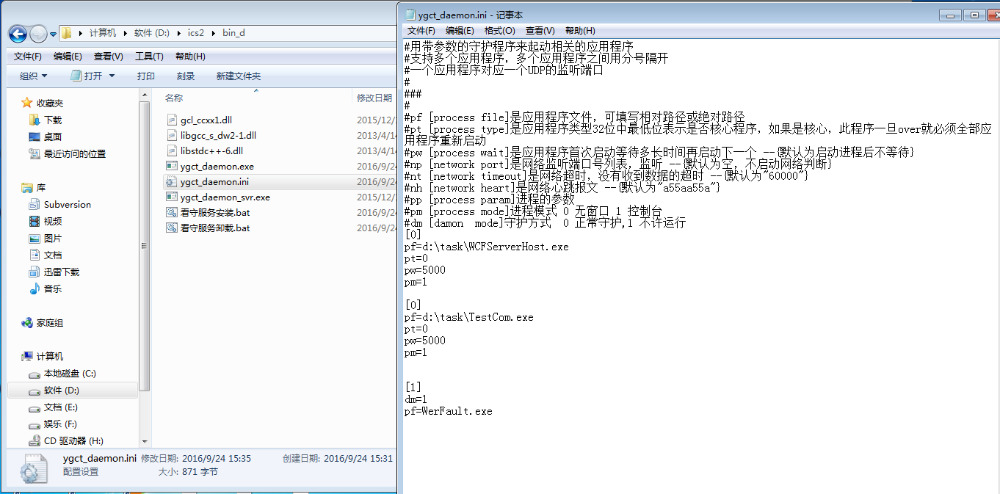 计算机 软件 (D:) ics2 bin_d
文件(F) 编辑(E) 查看(V) 工具(T) 帮助(H)
组织 打开 打印 刻录 新建文件夹
收藏夹
下载
桌面
最近访问的位置
库
Subversion
视频
图片
文档
迅雷下载
音乐
家庭组
计算机
本地磁盘 (C:)
软件 (D:)
文档 (E:)
娱乐 (F:)
CD 驱动器 (H:)
名称 修改日期
gcl_ccxx1.dll 2015/12/
libgcc_s_dw2-1.dll 2013/4/14
libstdc++-6.dll 2013/4/14
ygct_daemon.exe 2016/9/24
ygct_daemon.ini 2016/9/24
ygct_daemon_svr.exe 2015/12/
看守服务安装.bat 2016/9/24
看守服务卸载.bat 2016/9/24
ygct_daemon.ini 修改日期: 2016/9/24 15:35 创建日期: 2016/9/24 15:31
配置设置 大小: 871 字节
ygct_daemon.ini - 记事本
文件(F) 编辑(E) 格式(O) 查看(V) 帮助(H)
#用带参数的守护程序来起动相关的应用程序
#支持多个应用程序，多个应用程序之间用分号隔开
#一个应用程序对应一个UDP的监听端口
#
###
#
#pf [process file]是应用程序文件，可填写相对路径或绝对路径
#pt [process type]是应用程序类型32位中最低位表示是否核心程序，如果是核心，此程序一旦over就必须全部应
用程序重新启动
#pw [process wait]是应用程序首次启动等待多长时间再启动下一个 --{默认为启动进程后不等待}
#np [network port]是网络监听端口号列表，监听 --{默认为空，不启动网络判断}
#nt [network timeout]是网络超时，没有收到数据的超时 --{默认为"60000"}
#nh [network heart]是网络心跳报文 --{默认为"a55aa55a"}
#pp [process param]进程的参数
#pm [process mode]进程模式 0 无窗口 1 控制台
#dm [damon  mode]守护方式  0 正常守护,1 不许运行
[0]
pf=d:\task\WCFServerHost.exe
pt=0
pw=5000
pm=1
[0]
pf=d:\task\TestCom.exe
pt=0
pw=5000
pm=1
[1]
dm=1
pf=WerFault.exe